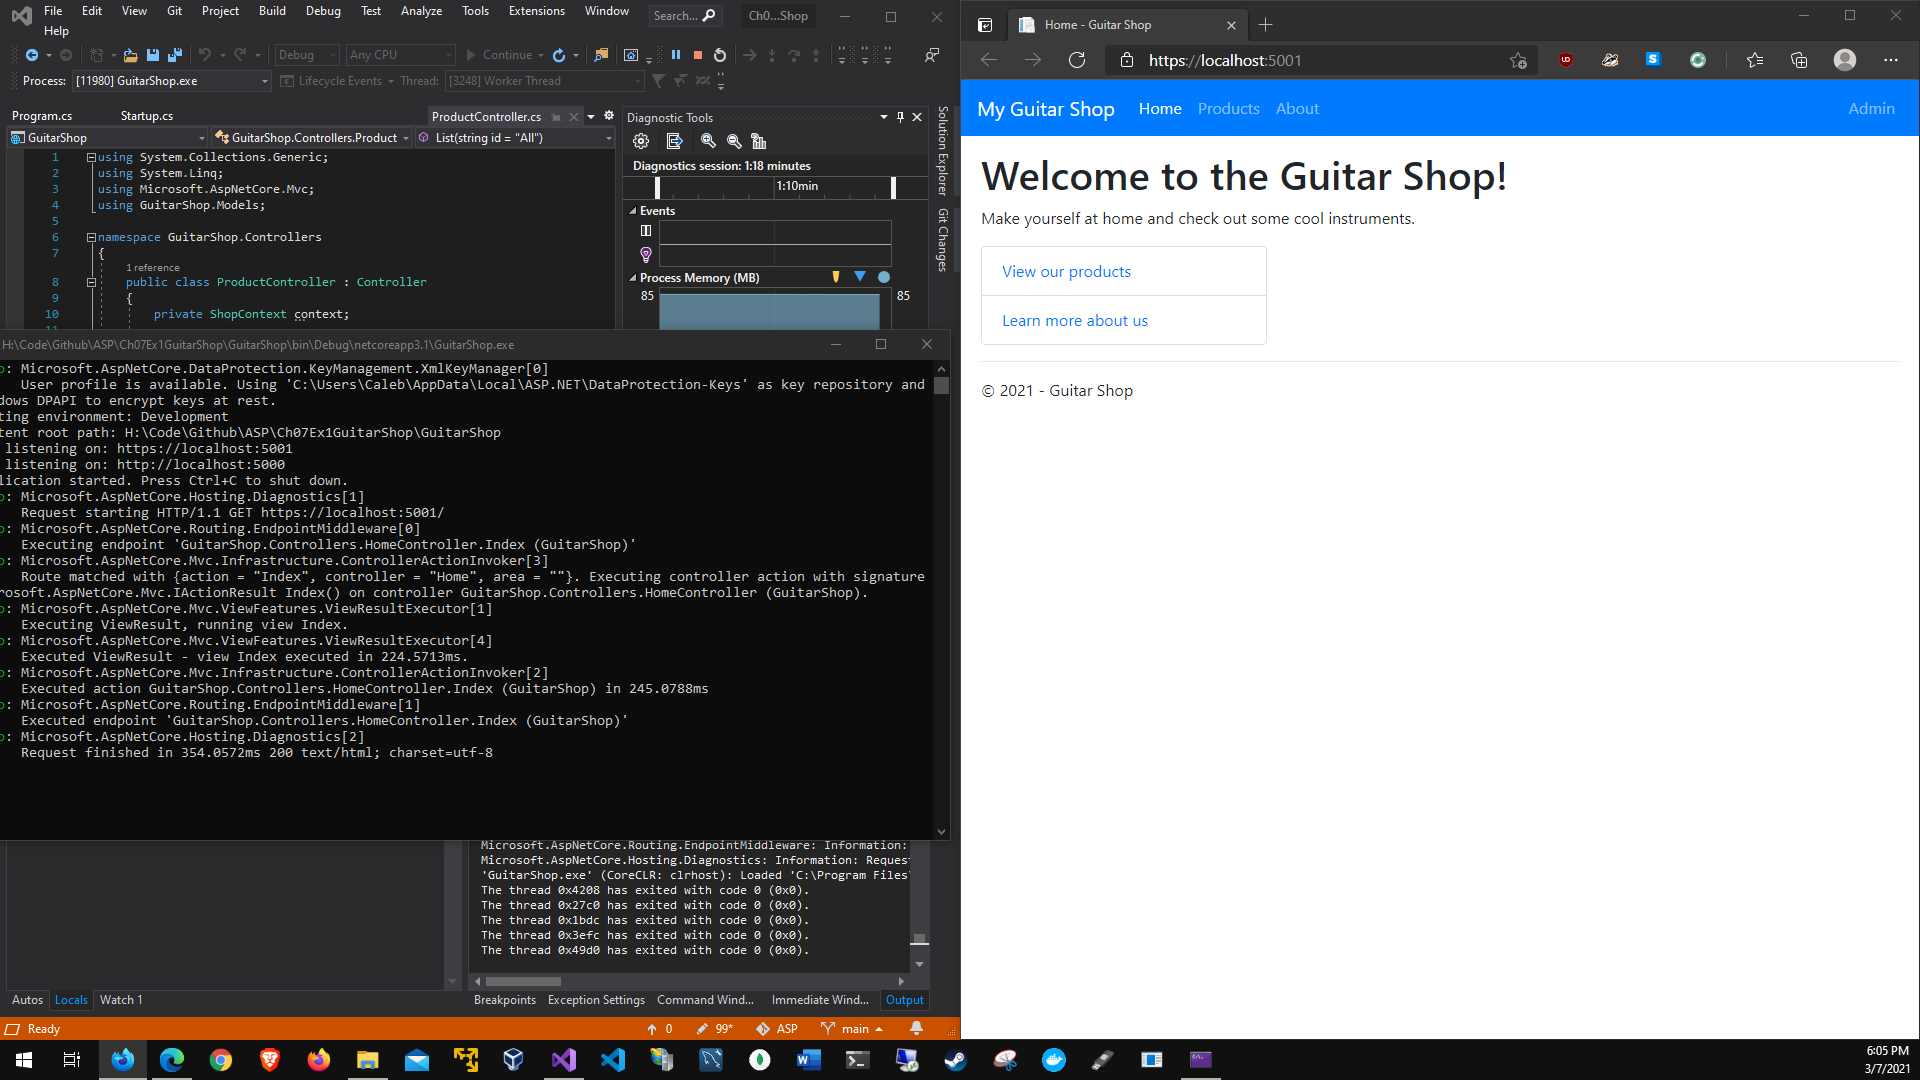 File Edit View Git Project Build Debug Test Analyze Tools Extensions Window Search... Ch0...Shop
Help
Debug Any CPU Continue
Process: [11980] GuitarShop.exe Lifecycle Events Thread: [3248] Worker Thread
Program.cs Startup.cs ProductController.cs
GuitarShop GuitarShop.Controllers.Product List(string id = "All")
1 using System.Collections.Generic;
2 using System.Linq;
3 using Microsoft.AspNetCore.Mvc;
4 using GuitarShop.Models;
5
6 namespace GuitarShop.Controllers
7 {
1 reference
8 public class ProductController : Controller
9 {
10 private ShopContext context;
Diagnostic Tools
Diagnostics session: 1:18 minutes
1:10min
Events
Process Memory (MB)
85 85
Solution Explorer
Git Changes
H:\Code\Github\ASP\Ch07Ex1GuitarShop\GuitarShop\bin\Debug\netcoreapp3.1\GuitarShop.exe
o: Microsoft.AspNetCore.DataProtection.KeyManagement.XmlKeyManager[0]
User profile is available. Using 'C:\Users\Caleb\AppData\Local\ASP.NET\DataProtection-Keys' as key repository and
dows DPAPI to encrypt keys at rest.
ting environment: Development
tent root path: H:\Code\Github\ASP\Ch07Ex1GuitarShop\GuitarShop
listening on: https://localhost:5001
listening on: http://localhost:5000
lication started. Press Ctrl+C to shut down.
o: Microsoft.AspNetCore.Hosting.Diagnostics[1]
Request starting HTTP/1.1 GET https://localhost:5001/
o: Microsoft.AspNetCore.Routing.EndpointMiddleware[0]
Executing endpoint 'GuitarShop.Controllers.HomeController.Index (GuitarShop)'
o: Microsoft.AspNetCore.Mvc.Infrastructure.ControllerActionInvoker[3]
Route matched with {action = "Index", controller = "Home", area = ""}. Executing controller action with signature
rosoft.AspNetCore.Mvc.IActionResult Index() on controller GuitarShop.Controllers.HomeController (GuitarShop).
o: Microsoft.AspNetCore.Mvc.ViewFeatures.ViewResultExecutor[1]
Executing ViewResult, running view Index.
o: Microsoft.AspNetCore.Mvc.ViewFeatures.ViewResultExecutor[4]
Executed ViewResult - view Index executed in 224.5713ms.
o: Microsoft.AspNetCore.Mvc.Infrastructure.ControllerActionInvoker[2]
Executed action GuitarShop.Controllers.HomeController.Index (GuitarShop) in 245.0788ms
o: Microsoft.AspNetCore.Routing.EndpointMiddleware[1]
Executed endpoint 'GuitarShop.Controllers.HomeController.Index (GuitarShop)'
o: Microsoft.AspNetCore.Hosting.Diagnostics[2]
Request finished in 354.0572ms 200 text/html; charset=utf-8
Microsoft.AspNetCore.Routing.EndpointMiddleware: Information:
Microsoft.AspNetCore.Hosting.Diagnostics: Information: Reques
'GuitarShop.exe' (CoreCLR: clrhost): Loaded 'C:\Program Files
The thread 0x4208 has exited with code 0 (0x0).
The thread 0x27c0 has exited with code 0 (0x0).
The thread 0x1bdc has exited with code 0 (0x0).
The thread 0x3efc has exited with code 0 (0x0).
The thread 0x49d0 has exited with code 0 (0x0).
Autos Locals Watch 1
Breakpoints Exception Settings Command Wind... Immediate Wind... Output
Ready 0 99* ASP main
Home - Guitar Shop
https://localhost:5001
My Guitar Shop Home Products About Admin
Welcome to the Guitar Shop!
Make yourself at home and check out some cool instruments.
View our products
Learn more about us
© 2021 - Guitar Shop
6:05 PM
3/7/2021